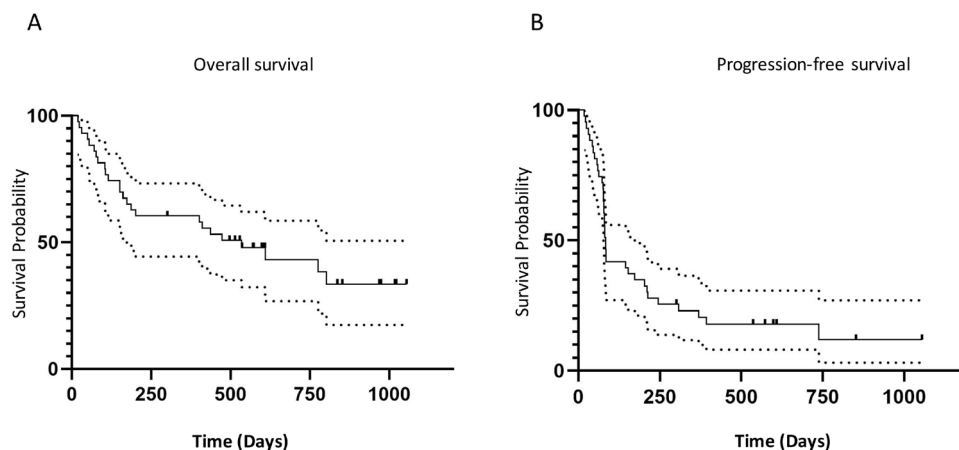 A
Overall survival
Survival Probability
100
50
0
0 250 500 750 1000
Time (Days)
B
Progression-free survival
Survival Probability
100
50
0
0 250 500 750 1000
Time (Days)